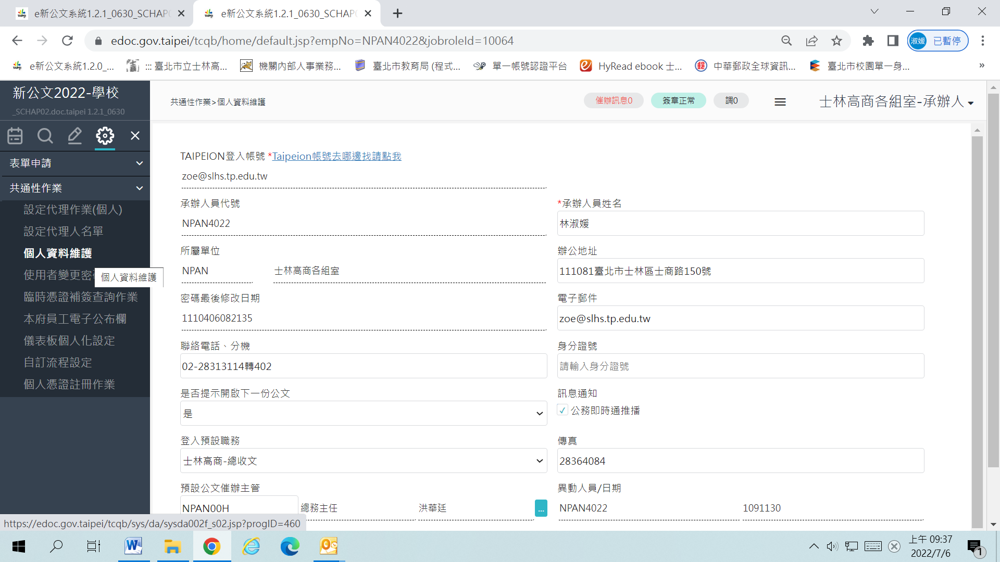 e新公文系統1.2.1_0630_SCHAP0
e新公文系統1.2.1_0630_SCHAP0
edoc.gov.taipei/tcqb/home/default.jsp?empNo=NPAN4022&jobroleId=10064
淑媛 已暫停
e新公文系統1.2.0_...
::: 臺北市立士林高...
機關內部人事業務...
臺北市教育局 (程式...
單一帳號認證平台
HyRead ebook 士...
中華郵政全球資訊...
臺北市校園單一身...
»
新公文2022-學校
_SCHAP02.doc.taipei 1.2.1_0630
共通性作業>個人資料維護
催辦訊息0
簽章正常
調0
士林高商各組室-承辦人
表單申請
共通性作業
設定代理作業(個人)
設定代理人名單
個人資料維護
使用者變更密
個人資料維護
臨時憑證補簽查詢作業
本府員工電子公布欄
儀表板個人化設定
自訂流程設定
個人憑證註冊作業
TAIPEION登入帳號 *Taipeion帳號去哪邊找請點我
zoe@slhs.tp.edu.tw
承辦人員代號
NPAN4022
*承辦人員姓名
林淑媛
所屬單位
NPAN 士林高商各組室
辦公地址
111081臺北市士林區士商路150號
密碼最後修改日期
1110406082135
電子郵件
zoe@slhs.tp.edu.tw
聯絡電話、分機
02-28313114轉402
身分證號
請輸入身分證號
是否提示開啟下一份公文
是
訊息通知
公務即時通推播
登入預設職務
士林高商-總收文
傳真
28364084
預設公文催辦主管
NPAN00H 總務主任 洪華廷 ...
異動人員/日期
NPAN4022 1091130
https://edoc.gov.taipei/tcqb/sys/da/sysda002f_s02.jsp?progID=460
上午 09:37
2022/7/6
1